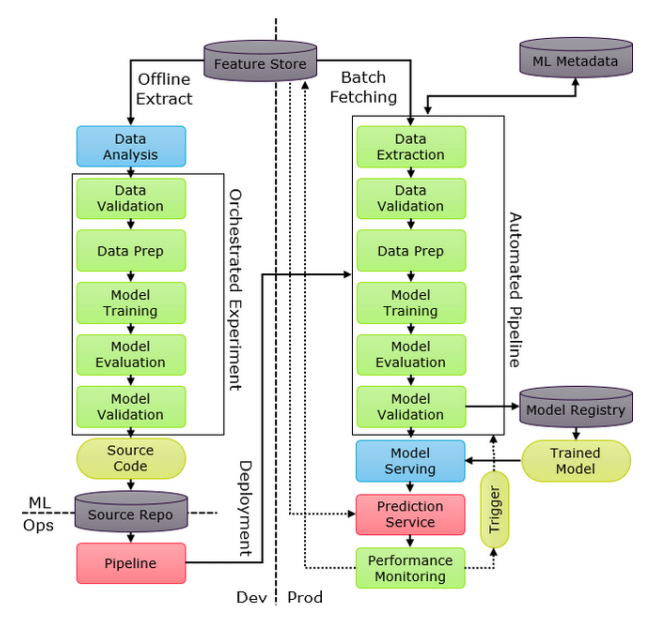 Feature Store
ML Metadata
Offline
Extract
Batch
Fetching
Data
Analysis
Data
Validation
Data Prep
Model
Training
Model
Evaluation
Model
Validation
Orchestrated Experiment
Source
Code
Source Repo
Pipeline
ML
Ops
Deployment
Dev
Prod
Data
Extraction
Data
Validation
Data Prep
Model
Training
Model
Evaluation
Model
Validation
Automated Pipeline
Model Registry
Trained
Model
Model
Serving
Prediction
Service
Performance
Monitoring
Trigger